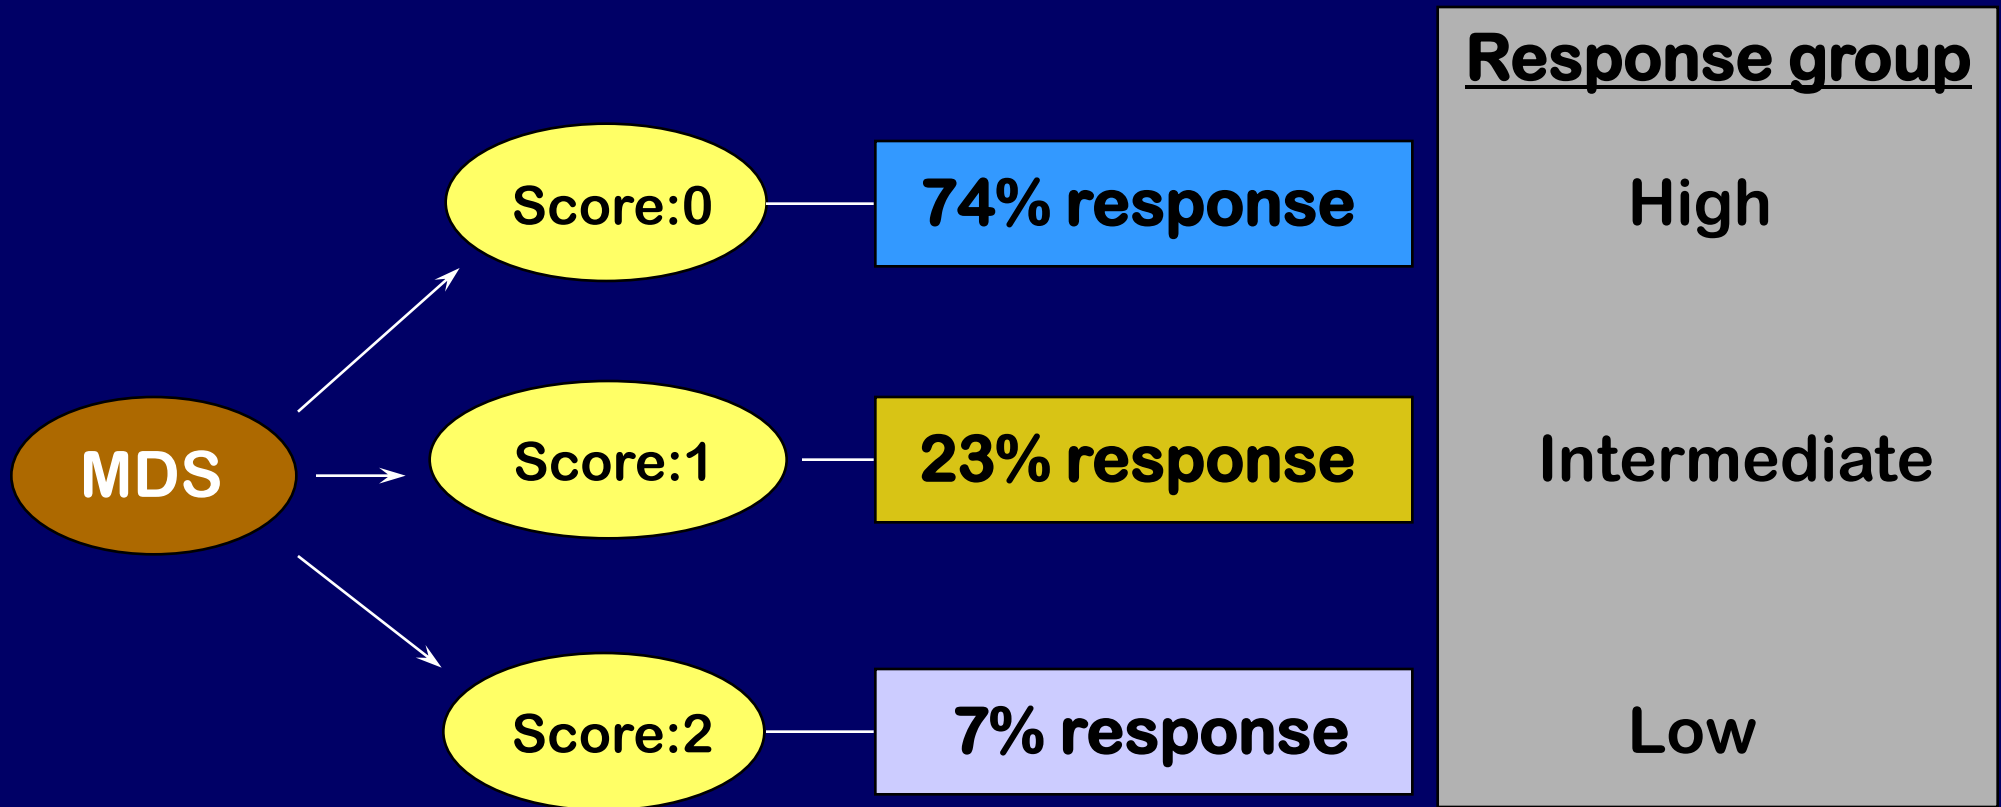 Response group
Score:0
74% response
High
MDS
Score:1
23% response
Intermediate
Score:2
7% response
Low